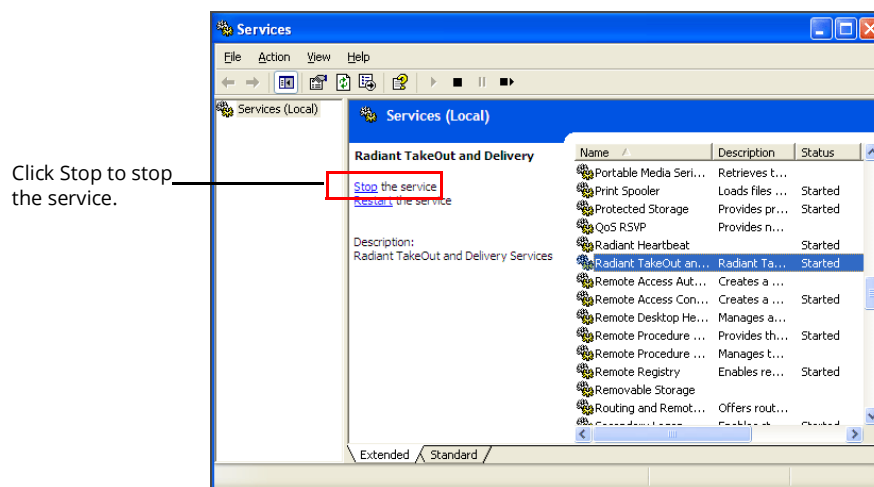 Services
File Action View Help
Services (Local)
Services (Local)
Click Stop to stop
the service.
Radiant TakeOut and Delivery
Stop the service
Restart the service
Description:
Radiant TakeOut and Delivery Services
Name Description Status
Portable Media Seri... Retrieves t...
Print Spooler Loads files ... Started
Protected Storage Provides pr... Started
QoS RSVP Provides n...
Radiant Heartbeat Started
Radiant TakeOut an... Radiant Ta... Started
Remote Access Aut... Creates a ...
Remote Access Con... Creates a ... Started
Remote Desktop He... Manages a...
Remote Procedure ... Provides th... Started
Remote Procedure ... Manages t...
Remote Registry Enables re... Started
Removable Storage
Routing and Remot... Offers rout...
Extended Standard